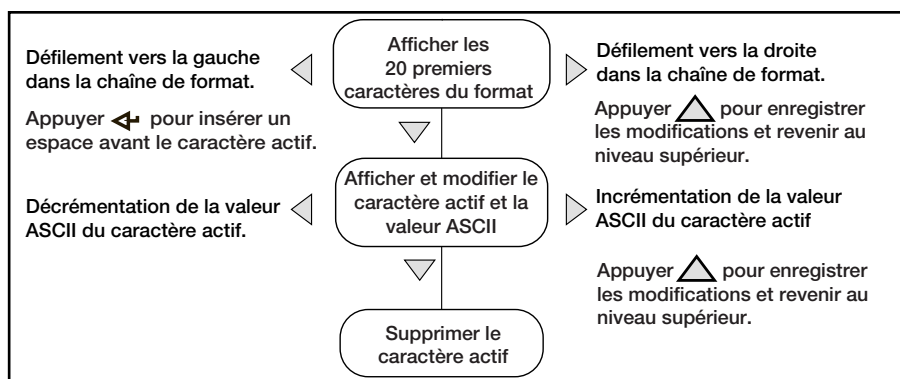 Afficher les
20 premiers
caractères du format
Défilement vers la gauche
dans la chaîne de format.
Appuyer pour insérer un
espace avant le caractère actif.
Défilement vers la droite
dans la chaîne de format.
Appuyer pour enregistrer
les modifications et revenir au
niveau supérieur.
Afficher et modifier le
caractère actif et la
valeur ASCII
Décrémentation de la valeur
ASCII du caractère actif.
Incrémentation de la valeur
ASCII du caractère actif
Appuyer pour enregistrer
les modifications et revenir au
niveau supérieur.
Supprimer le
caractère actif